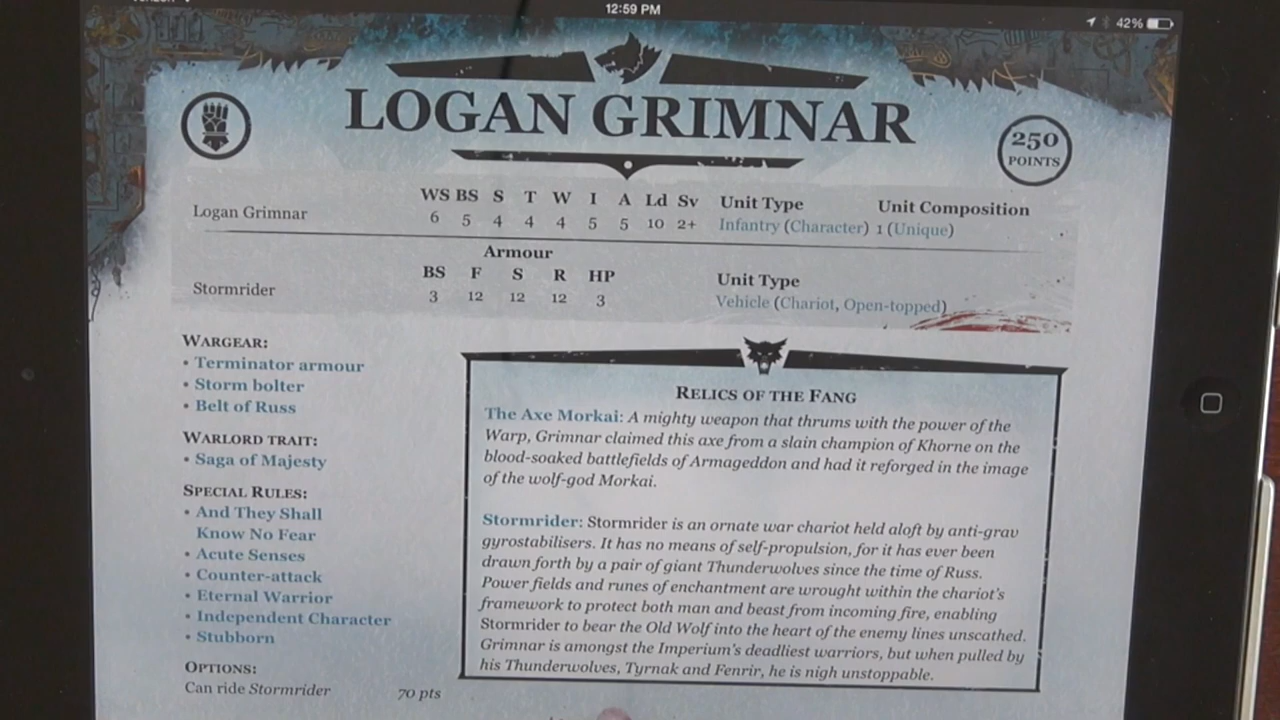 12:59 PM
42%
LOGAN GRIMNAR
250
POINTS
WS BS S T W I A Ld Sv Unit Type Unit Composition
Logan Grimnar 6 5 4 4 4 5 5 10 2+ Infantry (Character) 1 (Unique)
Armour
BS F S R HP Unit Type
Stormrider 3 12 12 12 3 Vehicle (Chariot, Open-topped)
WARGEAR:
• Terminator armour
• Storm bolter
• Belt of Russ
WARLORD TRAIT:
• Saga of Majesty
SPECIAL RULES:
• And They Shall
Know No Fear
• Acute Senses
• Counter-attack
• Eternal Warrior
• Independent Character
• Stubborn
OPTIONS:
Can ride Stormrider 70 pts
RELICS OF THE FANG
The Axe Morkai: A mighty weapon that thrums with the power of the
Warp, Grimnar claimed this axe from a slain champion of Khorne on the
blood-soaked battlefields of Armageddon and had it reforged in the image
of the wolf-god Morkai.
Stormrider: Stormrider is an ornate war chariot held aloft by anti-grav
gyrostabilisers. It has no means of self-propulsion, for it has ever been
drawn forth by a pair of giant Thunderwolves since the time of Russ.
Power fields and runes of enchantment are wrought within the chariot's
framework to protect both man and beast from incoming fire, enabling
Stormrider to bear the Old Wolf into the heart of the enemy lines unscathed.
Grimnar is amongst the Imperium's deadliest warriors, but when pulled by
his Thunderwolves, Tyrnak and Fenrir, he is nigh unstoppable.